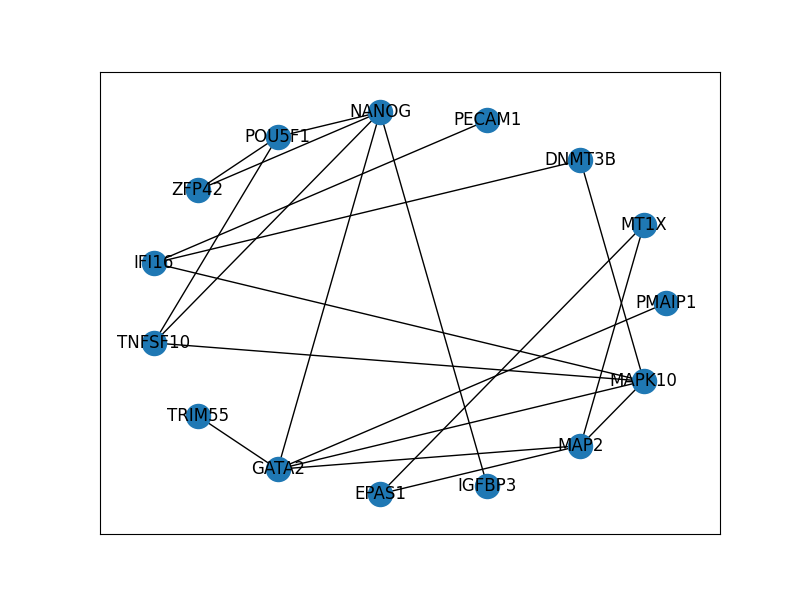 NANOG
PECAM1
POU5F1
DNMT3B
ZFP42
MT1X
IFI16
PMAIP1
TNFSF10
MAPK10
TRIM55
MAP2
GATA2
IGFBP3
EPAS1